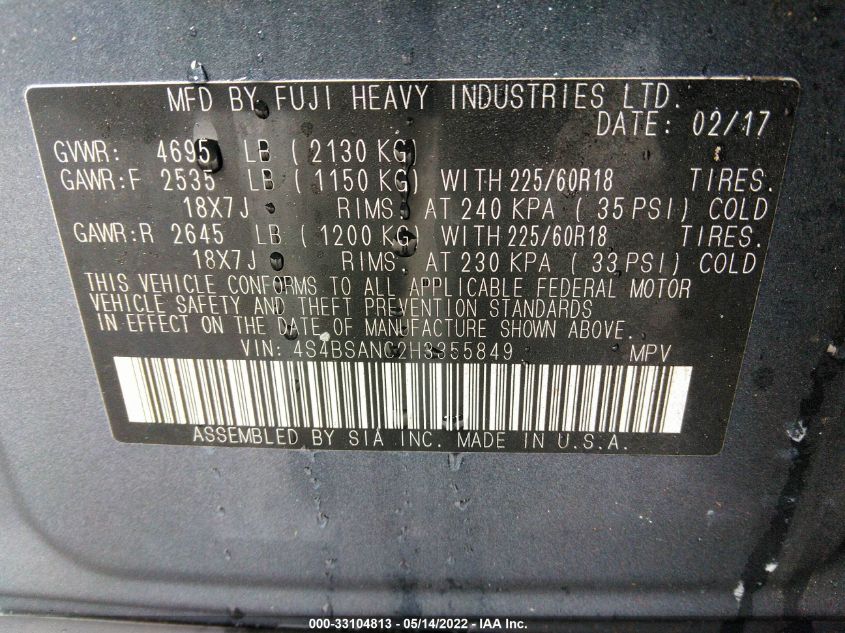 MFD BY FUJI HEAVY INDUSTRIES LTD.
DATE: 02/17
GVWR: 4695 LB ( 2130 KG)
GAWR:F 2535 LB ( 1150 KG) WITH 225/60R18 TIRES.
18X7J RIMS. AT 240 KPA ( 35 PSI) COLD
GAWR:R 2645 LB ( 1200 KG) WITH 225/60R18 TIRES.
18X7J RIMS. AT 230 KPA ( 33 PSI) COLD
THIS VEHICLE CONFORMS TO ALL APPLICABLE FEDERAL MOTOR
VEHICLE SAFETY AND THEFT PREVENTION STANDARDS
IN EFFECT ON THE DATE OF MANUFACTURE SHOWN ABOVE.
VIN: 4S4BSANC2H3355849 MPV
ASSEMBLED BY SIA INC. MADE IN U.S.A.
000-33104813 - 05/14/2022 - IAA Inc.